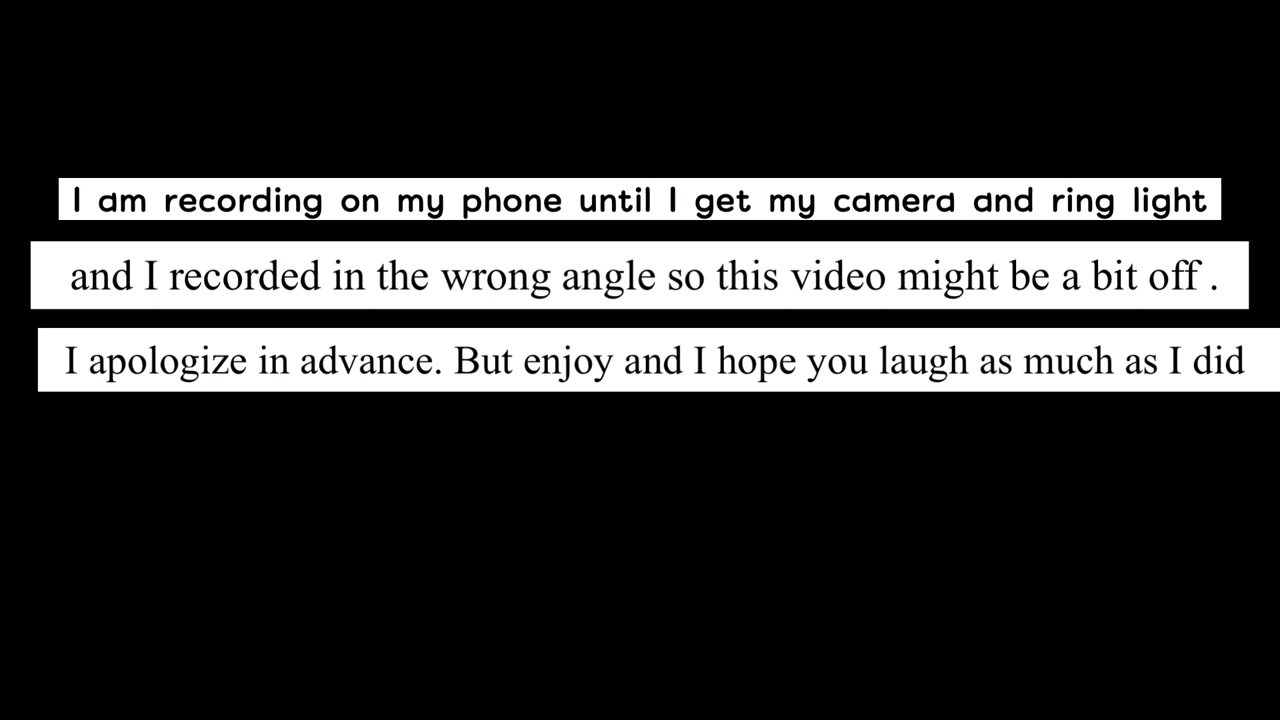 I am recording on my phone until I get my camera and ring light
and I recorded in the wrong angle so this video might be a bit off .
I apologize in advance. But enjoy and I hope you laugh as much as I did